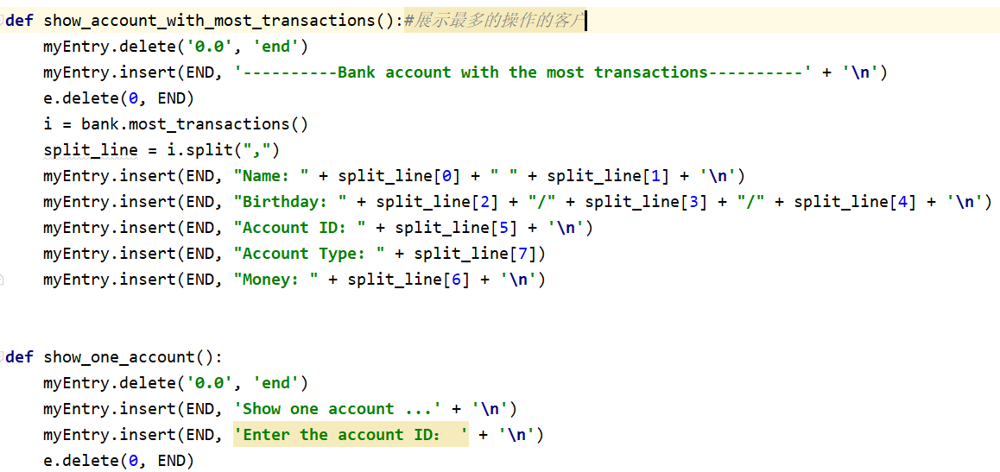 def show_account_with_most_transactions():#展示最多的操作的客户
    myEntry.delete('0.0', 'end')
    myEntry.insert(END, '----------Bank account with the most transactions----------' + '\n')
    e.delete(0, END)
    i = bank.most_transactions()
    split_line = i.split(",")
    myEntry.insert(END, "Name: " + split_line[0] + " " + split_line[1] + '\n')
    myEntry.insert(END, "Birthday: " + split_line[2] + "/" + split_line[3] + "/" + split_line[4] + '\n')
    myEntry.insert(END, "Account ID: " + split_line[5] + '\n')
    myEntry.insert(END, "Account Type: " + split_line[7])
    myEntry.insert(END, "Money: " + split_line[6] + '\n')
def show_one_account():
    myEntry.delete('0.0', 'end')
    myEntry.insert(END, 'Show one account ...' + '\n')
    myEntry.insert(END, 'Enter the account ID： ' + '\n')
    e.delete(0, END)